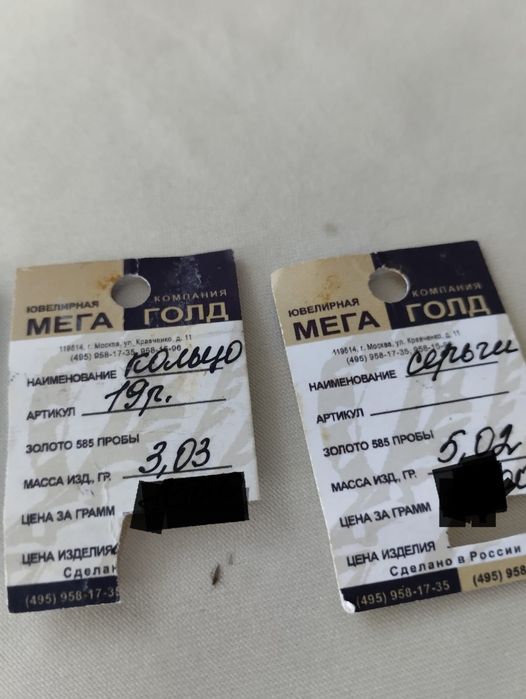 ЮВЕЛИРНАЯ КОМПАНИЯ
МЕГА ГОЛД
119514, г. Москва, ул. Кравченко, д. 11
(495) 958-17-35,
НАИМЕНОВАНИЕ кольцо
АРТИКУЛ 19р.
ЗОЛОТО 585 ПРОБЫ
МАССА ИЗД, ГР. 3,03
ЦЕНА ЗА ГРАММ
ЦЕНА ИЗДЕЛИЯ
Сделан
(495) 958-17-35
ЮВЕЛИРНАЯ КОМПАНИЯ
МЕГА ГОЛД
119514, г. Москва, ул. Кравченко, д. 11
(495) 958-17-35,
НАИМЕНОВАНИЕ серьги
АРТИКУЛ
ЗОЛОТО 585 ПРОБЫ
МАССА ИЗД, ГР. 5,02
ЦЕНА ЗА ГРАММ
ЦЕНА ИЗДЕЛИЯ
Сделано в России
(495) 958-17-35 (495) 958